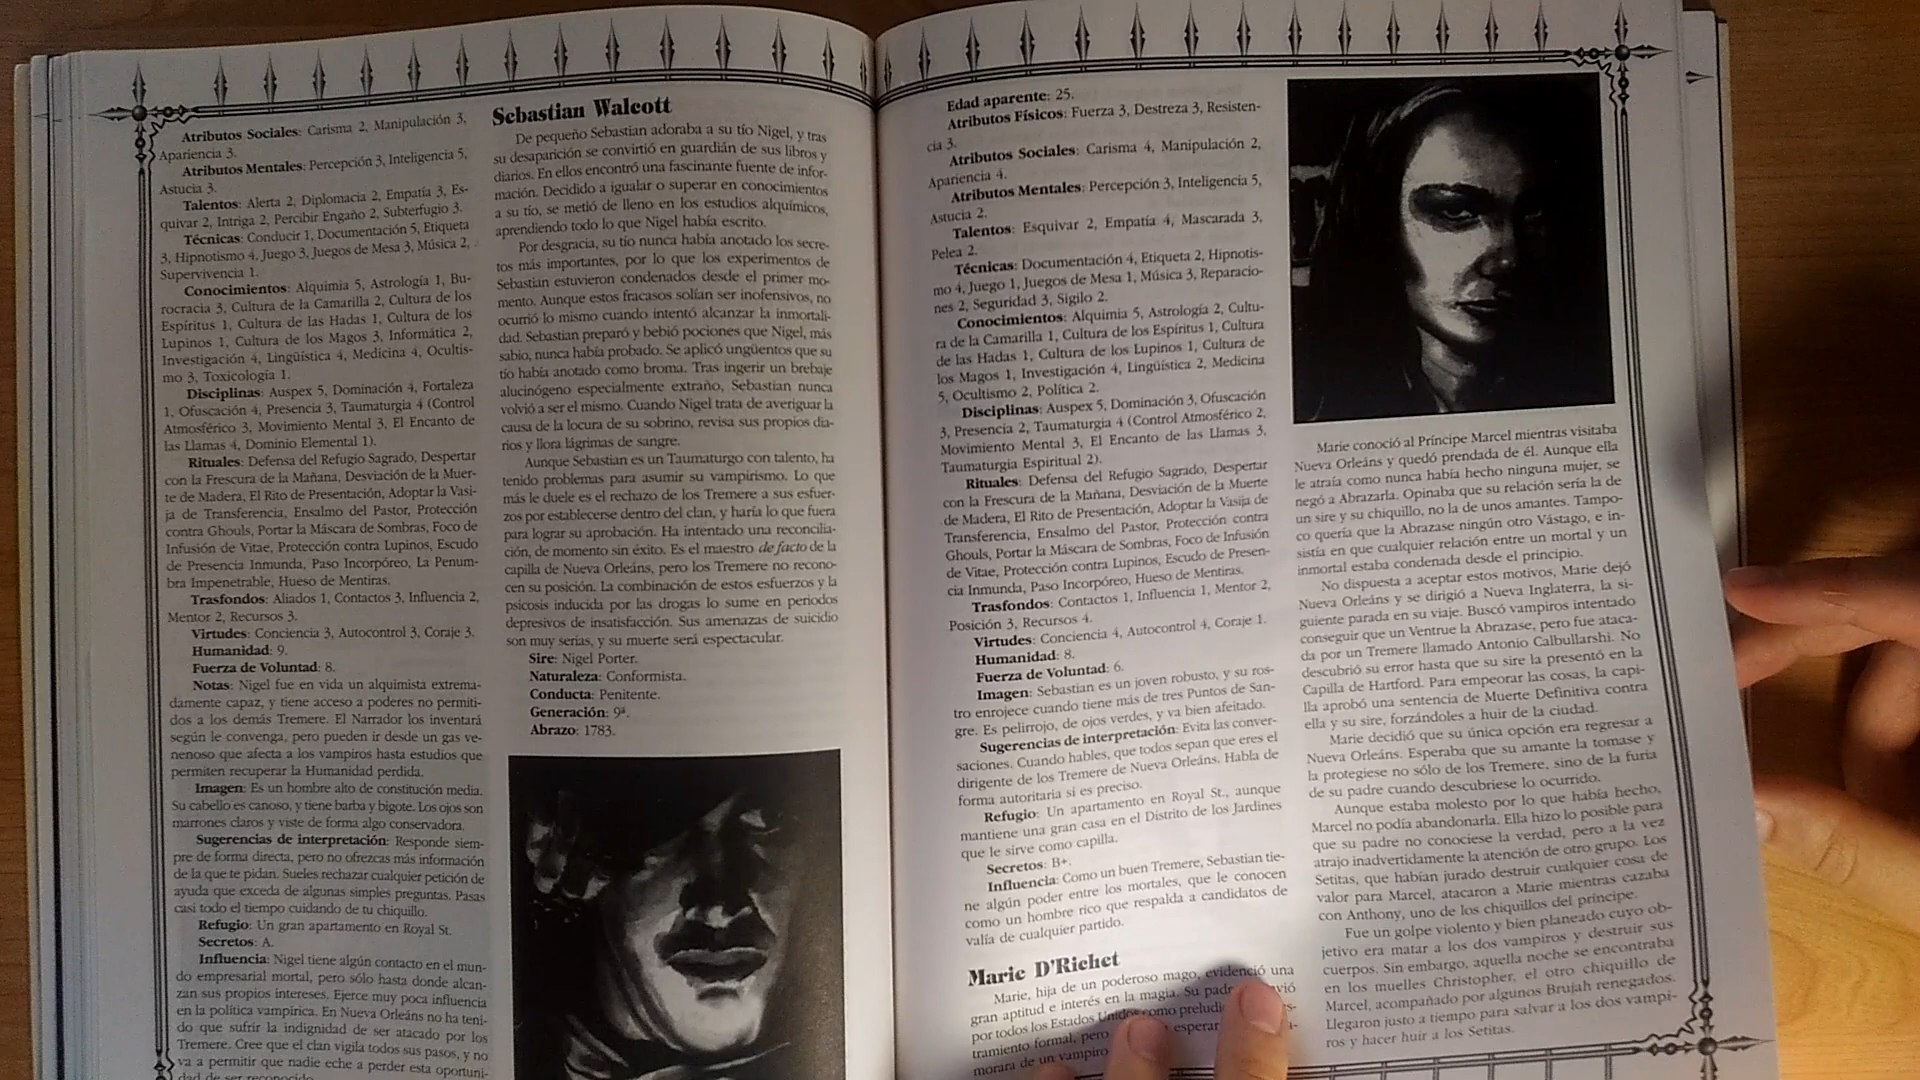 Atributos Sociales: Carisma 2, Manipulación 3,
Apariencia 3.
Atributos Mentales: Percepción 3, Inteligencia 5,
Astucia 3.
Talentos: Alerta 2, Diplomacia 2, Empatía 3, Es-
quivar 2, Intriga 2, Percibir Engaño 2, Subterfugio 3.
Técnicas: Conducir 1, Documentación 5, Etiqueta
3, Hipnotismo 4, Juego 3, Juegos de Mesa 3, Música 2,
Supervivencia 1.
Conocimientos: Alquimia 5, Astrología 1, Bu-
rocracia 3, Cultura de la Camarilla 2, Cultura de los
Espíritus 1, Cultura de las Hadas 1, Cultura de los
Lupinos 1, Cultura de los Magos 3, Informática 2,
Investigación 4, Lingüística 4, Medicina 4, Ocultis-
mo 3, Toxicología 1.
Disciplinas: Auspex 5, Dominación 4, Fortaleza
1, Ofuscación 4, Presencia 3, Taumaturgia 4 (Control
Atmosférico 3, Movimiento Mental 3, El Encanto de
las Llamas 4, Dominio Elemental 1).
Rituales: Defensa del Refugio Sagrado, Despertar
con la Frescura de la Mañana, Desviación de la Muer-
te de Madera, El Rito de Presentación, Adoptar la Vasi-
ja de Transferencia, Ensalmo del Pastor, Protección
contra Ghouls, Portar la Máscara de Sombras, Foco de
Infusión de Vitae, Protección contra Lupinos, Escudo
de Presencia Inmunda, Paso Incorpóreo, La Penum-
bra Impenetrable, Hueso de Mentiras.
Trasfondos: Aliados 1, Contactos 3, Influencia 2,
Mentor 2, Recursos 3.
Virtudes: Conciencia 3, Autocontrol 3, Coraje 3.
Humanidad: 9.
Fuerza de Voluntad: 8.
Notas: Nigel fue en vida un alquimista extrema-
damente capaz, y tiene acceso a poderes no permiti-
dos a los demás Tremere. El Narrador los inventará
según le convenga, pero pueden ir desde un gas ve-
nenoso que afecta a los vampiros hasta estudios que
permiten recuperar la Humanidad perdida.
Imagen: Es un hombre alto de constitución media.
Su cabello es canoso, y tiene barba y bigote. Los ojos son
marrones claros y viste de forma algo conservadora.
Sugerencias de interpretación: Responde siem-
pre de forma directa, pero no ofrezcas más información
de la que te pidan. Sueles rechazar cualquier petición de
ayuda que exceda de algunas simples preguntas. Pasas
casi todo el tiempo cuidando de tu chiquillo.
Refugio: Un gran apartamento en Royal St.
Secretos: A.
Influencia: Nigel tiene algún contacto en el mun-
do empresarial mortal, pero sólo hasta donde alcan-
zan sus propios intereses. Ejerce muy poca influencia
en la política vampírica. En Nueva Orleáns no ha teni-
do que sufrir la indignidad de ser atacado por los
Tremere. Cree que el clan vigila todos sus pasos, y no
va a permitir que nadie eche a perder esta oportuni-
dad de ser reconocido.
Sebastian Walcott
De pequeño Sebastian adoraba a su tío Nigel, y tras
su desaparición se convirtió en guardián de sus libros y
diarios. En ellos encontró una fascinante fuente de infor-
mación. Decidido a igualar o superar en conocimientos
a su tío, se metió de lleno en los estudios alquímicos,
aprendiendo todo lo que Nigel había escrito.
Por desgracia, su tío nunca había anotado los secre-
tos más importantes, por lo que los experimentos de
Sebastian estuvieron condenados desde el primer mo-
mento. Aunque estos fracasos solían ser inofensivos, no
ocurrió lo mismo cuando intentó alcanzar la inmortali-
dad. Sebastian preparó y bebió pociones que Nigel, más
sabio, nunca había probado. Se aplicó ungüentos que su
tío había anotado como broma. Tras ingerir un brebaje
alucinógeno especialmente extraño, Sebastian nunca
volvió a ser el mismo. Cuando Nigel trata de averiguar la
causa de la locura de su sobrino, revisa sus propios dia-
rios y llora lágrimas de sangre.
Aunque Sebastian es un Taumaturgo con talento, ha
tenido problemas para asumir su vampirismo. Lo que
más le duele es el rechazo de los Tremere a sus esfuer-
zos por establecerse dentro del clan, y haría lo que fuera
para lograr su aprobación. Ha intentado una reconcilia-
ción, de momento sin éxito. Es el maestro de facto de la
capilla de Nueva Orleáns, pero los Tremere no recono-
cen su posición. La combinación de estos esfuerzos y la
psicosis inducida por las drogas lo sume en periodos
depresivos de insatisfacción. Sus amenazas de suicidio
son muy serias, y su muerte será espectacular.
Sire: Nigel Porter.
Naturaleza: Conformista.
Conducta: Penitente.
Generación: 9ª.
Abrazo: 1783.
Edad aparente: 25.
Atributos Físicos: Fuerza 3, Destreza 3, Resisten-
cia 3.
Atributos Sociales: Carisma 4, Manipulación 2,
Apariencia 4.
Atributos Mentales: Percepción 3, Inteligencia 5,
Astucia 2.
Talentos: Esquivar 2, Empatía 4, Mascarada 3,
Pelea 2.
Técnicas: Documentación 4, Etiqueta 2, Hipnotis-
mo 4, Juego 1, Juegos de Mesa 1, Música 3, Reparacio-
nes 2, Seguridad 3, Sigilo 2.
Conocimientos: Alquimia 5, Astrología 2, Cultu-
ra de la Camarilla 1, Cultura de los Espíritus 1, Cultura
de las Hadas 1, Cultura de los Lupinos 1, Cultura de
los Magos 1, Investigación 4, Lingüística 2, Medicina
5, Ocultismo 2, Política 2.
Disciplinas: Auspex 5, Dominación 3, Ofuscación
3, Presencia 2, Taumaturgia 4 (Control Atmosférico 2,
Movimiento Mental 3, El Encanto de las Llamas 3,
Taumaturgia Espiritual 2).
Rituales: Defensa del Refugio Sagrado, Despertar
con la Frescura de la Mañana, Desviación de la Muerte
de Madera, El Rito de Presentación, Adoptar la Vasija de
Transferencia, Ensalmo del Pastor, Protección contra
Ghouls, Portar la Máscara de Sombras, Foco de Infusión
de Vitae, Protección contra Lupinos, Escudo de Presen-
cia Inmunda, Paso Incorpóreo, Hueso de Mentiras.
Trasfondos: Contactos 1, Influencia 1, Mentor 2,
Posición 3, Recursos 4.
Virtudes: Conciencia 4, Autocontrol 4, Coraje 1.
Humanidad: 8.
Fuerza de Voluntad: 6.
Imagen: Sebastian es un joven robusto, y su ros-
tro enrojece cuando tiene más de tres Puntos de San-
gre. Es pelirrojo, de ojos verdes, y va bien afeitado.
Sugerencias de interpretación: Evita las conver-
saciones. Cuando hables, que todos sepan que eres el
dirigente de los Tremere de Nueva Orleáns. Habla de
forma autoritaria si es preciso.
Refugio: Un apartamento en Royal St., aunque
mantiene una gran casa en el Distrito de los Jardines
que le sirve como capilla.
Secretos: B+.
Influencia: Como un buen Tremere, Sebastian tie-
ne algún poder entre los mortales, que le conocen
como un hombre rico que respalda a candidatos de
valía de cualquier partido.
Marie D'Richet
Marie, hija de un poderoso mago, evidenció una
gran aptitud e interés en la magia. Su padre
por todos los Estados Unidos como
tramiento formal, pero esperar
morara de un vampiro
Marie conoció al Príncipe Marcel mientras visitaba
Nueva Orleáns y quedó prendada de él. Aunque ella
le atraía como nunca había hecho ninguna mujer, se
negó a Abrazarla. Opinaba que su relación sería la de
un sire y su chiquillo, no la de unos amantes. Tampo-
co quería que la Abrazase ningún otro Vástago, e in-
sistía en que cualquier relación entre un mortal y un
inmortal estaba condenada desde el principio.
No dispuesta a aceptar estos motivos, Marie dejó
Nueva Orleáns y se dirigió a Nueva Inglaterra, la si-
guiente parada en su viaje. Buscó vampiros intentado
conseguir que un Ventrue la Abrazase, pero fue ataca-
da por un Tremere llamado Antonio Calbullarshi. No
descubrió su error hasta que su sire la presentó en la
Capilla de Hartford. Para empeorar las cosas, la capi-
lla aprobó una sentencia de Muerte Definitiva contra
ella y su sire, forzándoles a huir de la ciudad.
Marie decidió que su única opción era regresar a
Nueva Orleáns. Esperaba que su amante la tomase y
la protegiese no sólo de los Tremere, sino de la furia
de su padre cuando descubriese lo ocurrido.
Aunque estaba molesto por lo que había hecho,
Marcel no podía abandonarla. Ella hizo lo posible para
que su padre no conociese la verdad, pero a la vez
atrajo inadvertidamente la atención de otro grupo. Los
Setitas, que habían jurado destruir cualquier cosa de
valor para Marcel, atacaron a Marie mientras cazaba
con Anthony, uno de los chiquillos del príncipe.
Fue un golpe violento y bien planeado cuyo ob-
jetivo era matar a los dos vampiros y destruir sus
cuerpos. Sin embargo, aquella noche se encontraba
en los muelles Christopher, el otro chiquillo de
Marcel, acompañado por algunos Brujah renegados.
Llegaron justo a tiempo para salvar a los dos vampi-
ros y hacer huir a los Setitas.